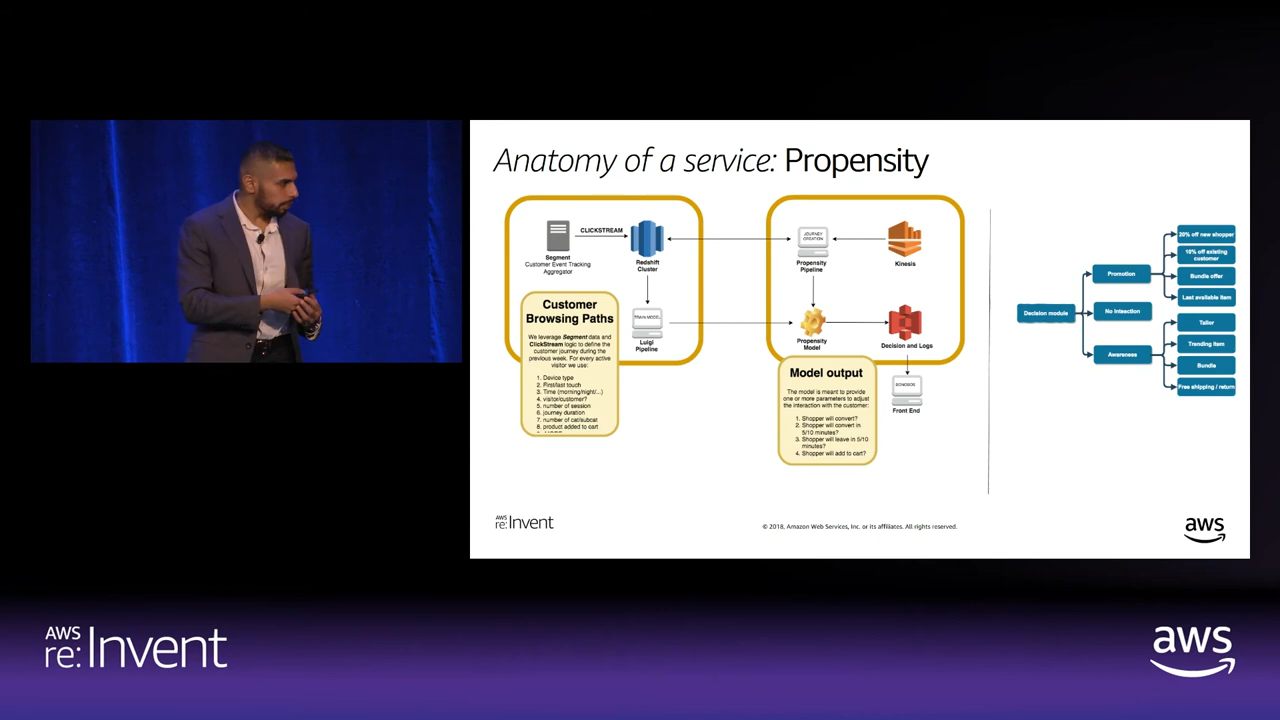 Anatomy of a service: Propensity
CLICKSTREAM
Segment
Customer Event Tracking
Aggregator
Redshift
Cluster
TRAIN MODEL
Luigi
Pipeline
Customer
Browsing Paths
We leverage Segment data and
ClickStream logic to define the
customer journey during the
previous week. For every active
visitor we use:
1. Device type
2. First/last touch
3. Time (morning/night/...)
4. visitor/customer?
5. number of session
6. journey duration
7. number of cat/subcat
8. product added to cart
JOURNEY
CREATION
Propensity
Pipeline
Kinesis
Propensity
Model
Decision and Logs
Front End
Model output
The model is meant to provide
one or more parameters to adjust
the interaction with the customer:
1. Shopper will convert?
2. Shopper will convert in
5/10 minutes?
3. Shopper will leave in 5/10
minutes?
4. Shopper will add to cart?
Decision module
Promotion
No Interaction
Awareness
20% off new shopper
10% off existing
customer
Bundle offer
Last available item
Tailor
Trending item
Bundle
Free shipping / return
AWS
re:Invent
© 2018, Amazon Web Services, Inc. or its affiliates. All rights reserved.
aws
AWS
re:Invent
aws